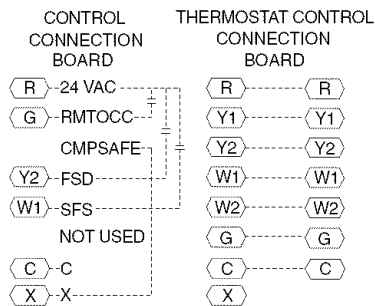 CONTROL
CONNECTION
BOARD
R 24 VAC
G RMTOCC
CMPSAFE
Y2 FSD
W1 SFS
NOT USED
C C
X X
THERMOSTAT CONTROL
CONNECTION
BOARD
R R
Y1 Y1
Y2 Y2
W1 W1
W2 W2
G G
C C
X